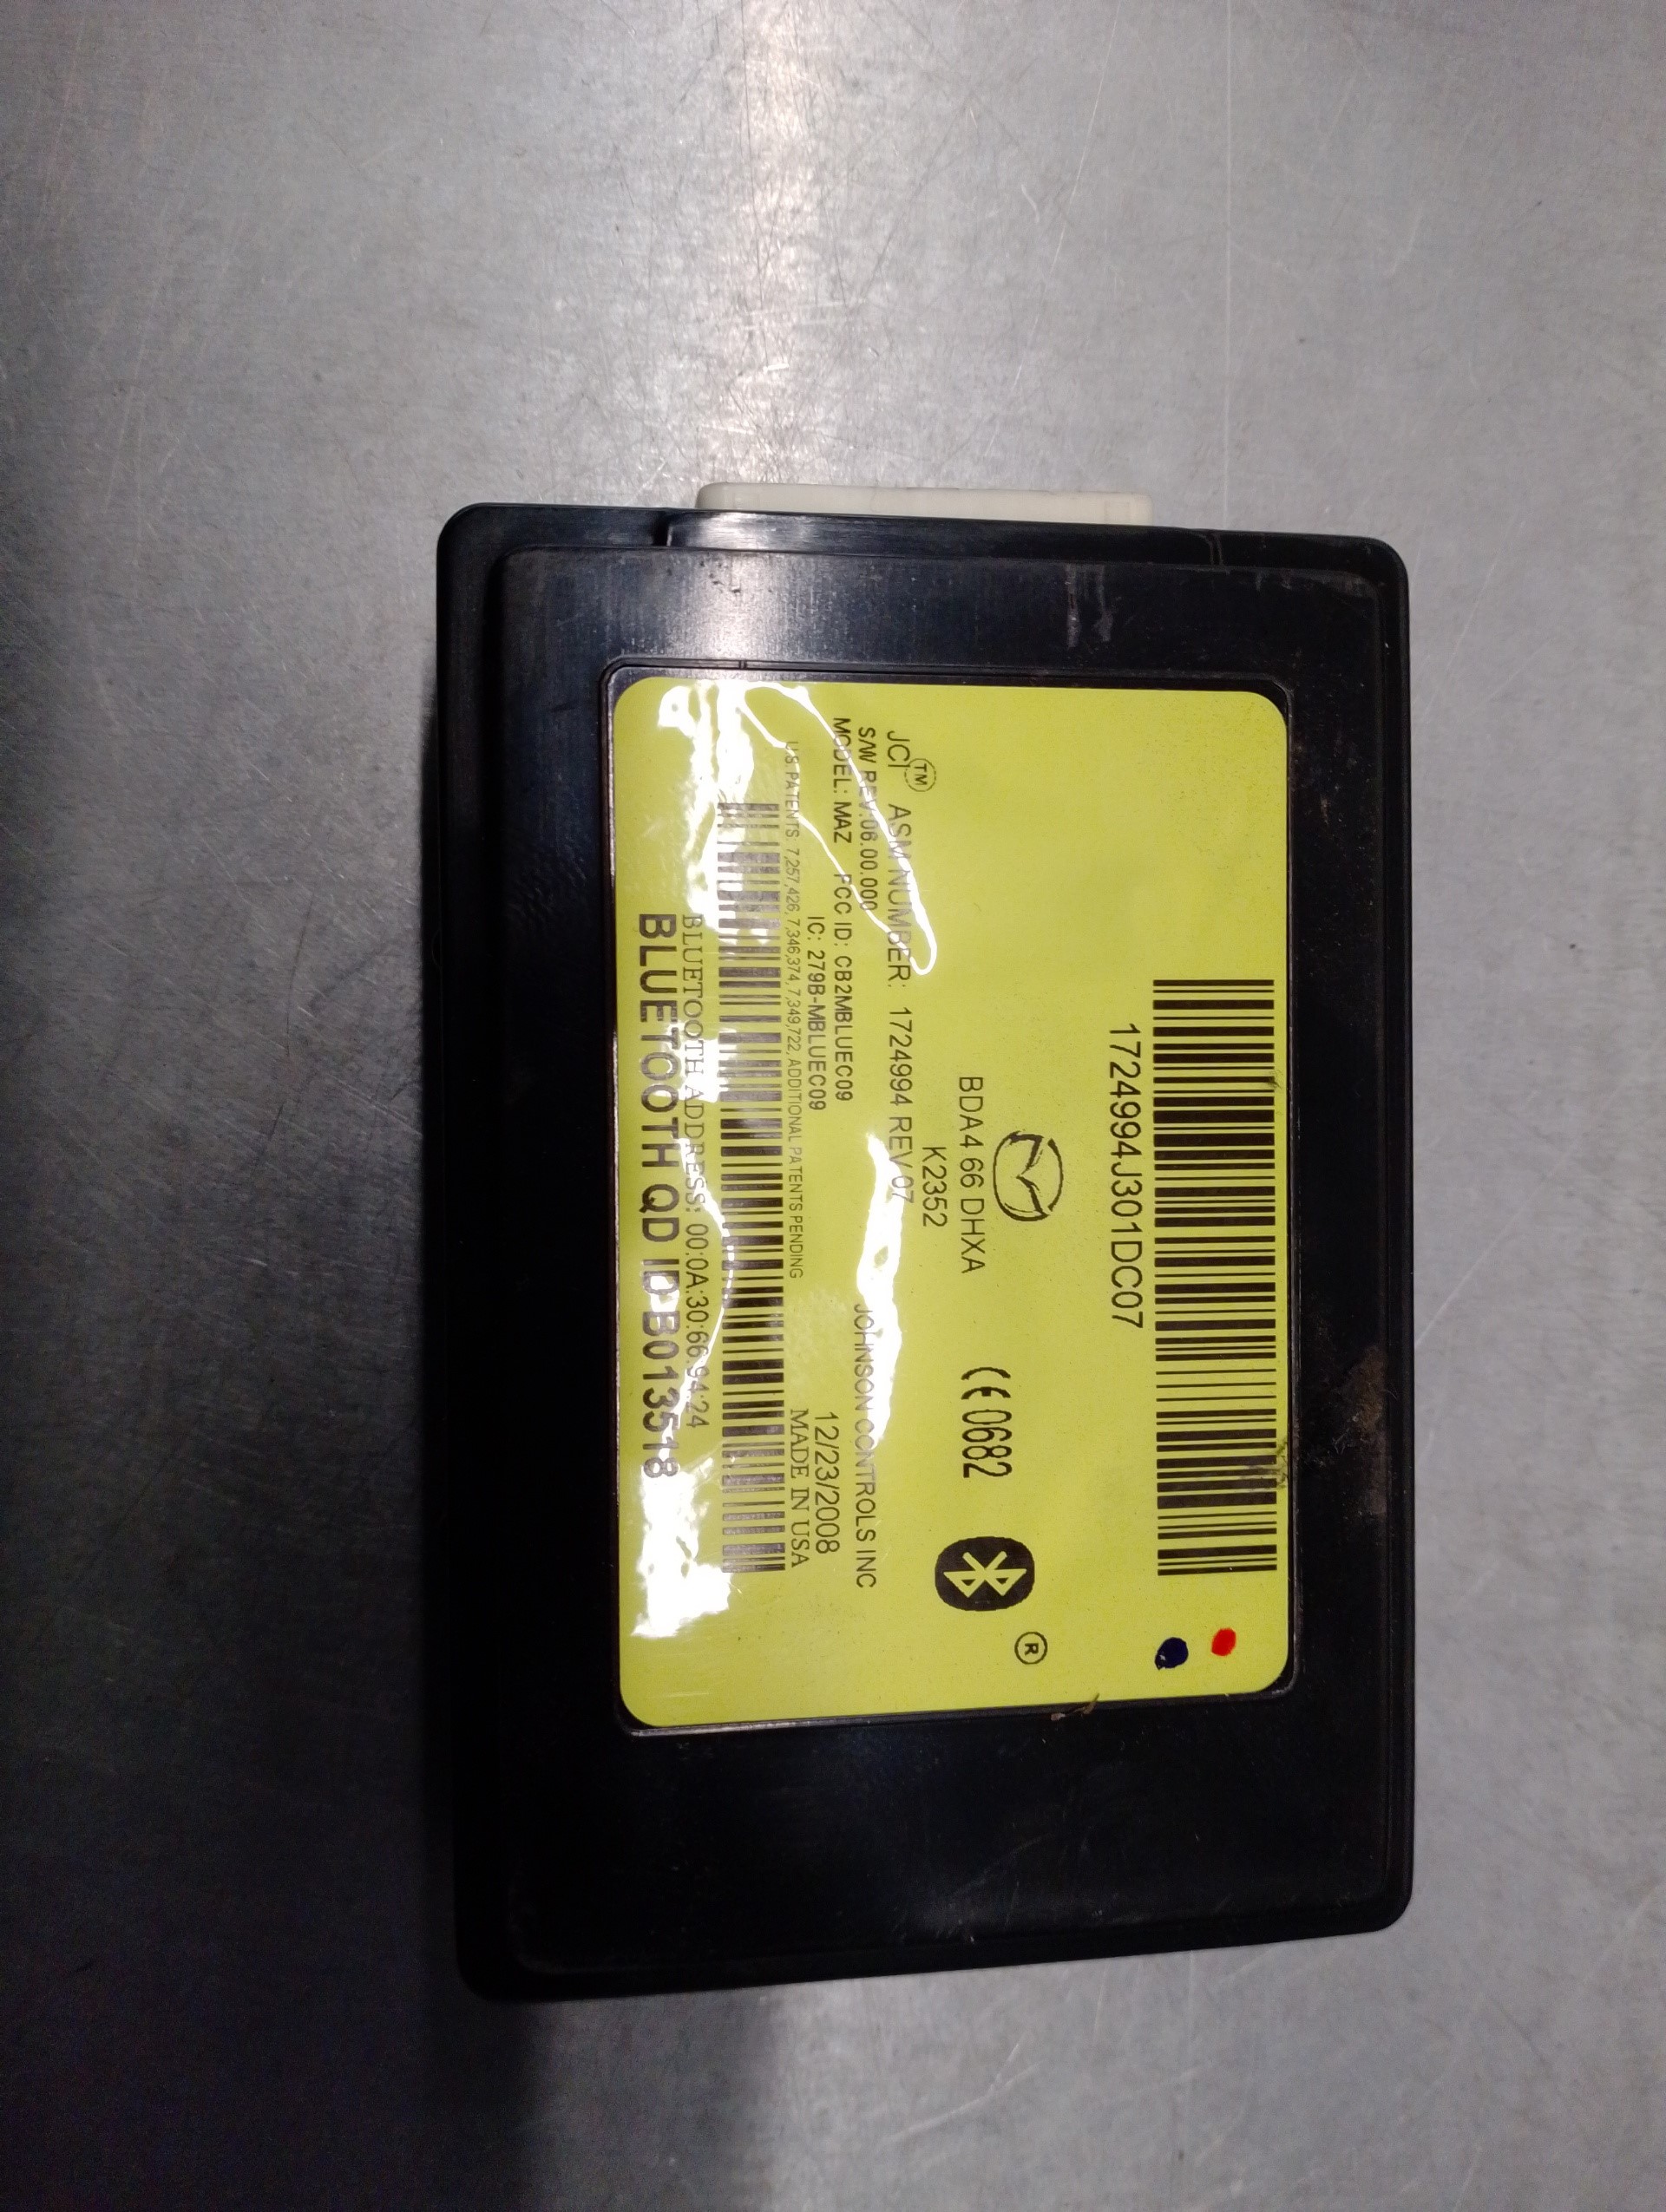 1724994J301DC07
BDA4 66 DHXA
CE 0682
®
K2352
JCI™ ASM NUMBER: 1724994 REV 07
S/W REV:06.00.000
JOHNSON CONTROLS INC
MODEL: MAZ FCC ID: CB2MBLUEC09
IC: 279B-MBLUEC09
12/23/2008
U.S. PATENTS: 7,257,426, 7,346,374, 7,349,722, ADDITIONAL PATENTS PENDING
MADE IN USA
BLUETOOTH ADDRESS: 00:0A:30:66:94:24
BLUETOOTH QD ID B013518